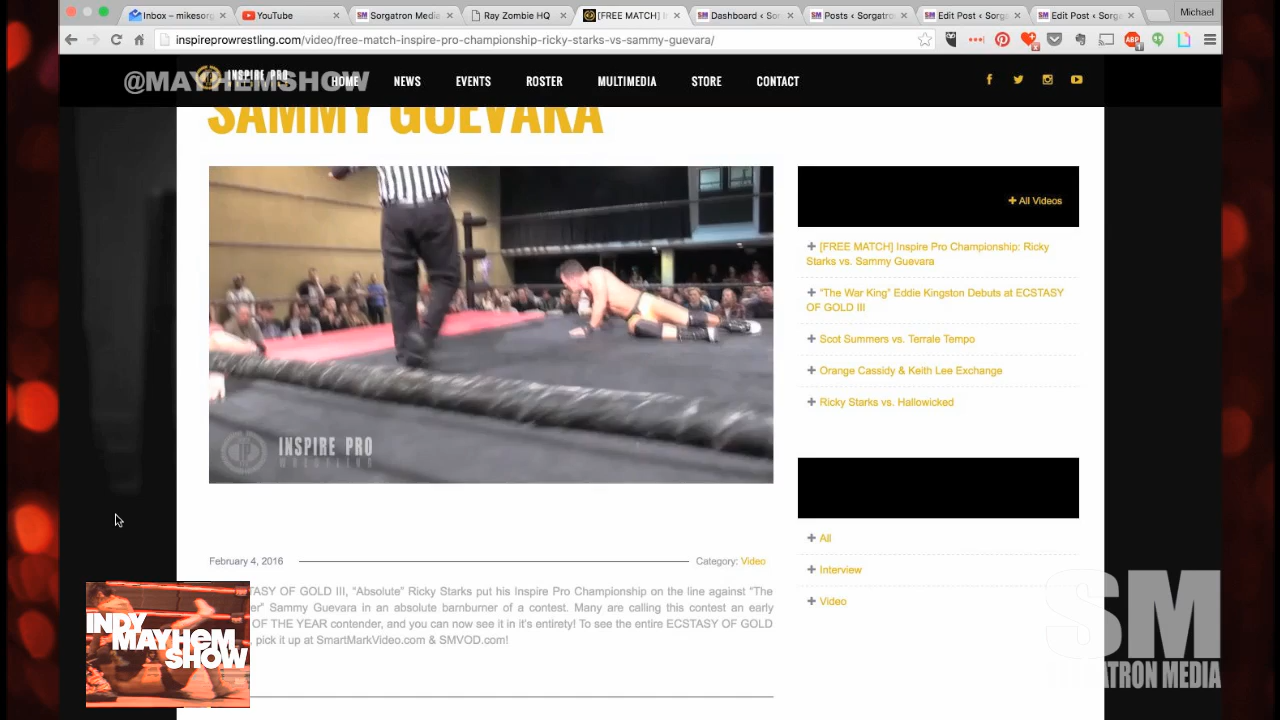 Inbox – mikesorg
YouTube
Sorgatron Media
Ray Zombie HQ
[FREE MATCH] I
Dashboard ‹ Sor
Posts ‹ Sorgatro
Edit Post ‹ Sorga
Edit Post ‹ Sorga
Michael
inspireprowrestling.com/video/free-match-inspire-pro-championship-ricky-starks-vs-sammy-guevara/
@MAYHEMSHOW
INSPIRE PRO
HOME
NEWS
EVENTS
ROSTER
MULTIMEDIA
STORE
CONTACT
SAMMY GUEVARA
INSPIRE PRO
WRESTLING
+ All Videos
[FREE MATCH] Inspire Pro Championship: Ricky
Starks vs. Sammy Guevara
"The War King" Eddie Kingston Debuts at ECSTASY
OF GOLD III
Scot Summers vs. Terrale Tempo
Orange Cassidy & Keith Lee Exchange
Ricky Starks vs. Hallowicked
All
Interview
Video
February 4, 2016
Category: Video
TASY OF GOLD III, "Absolute" Ricky Starks put his Inspire Pro Championship on the line against "The
er" Sammy Guevara in an absolute barnburner of a contest. Many are calling this contest an early
OF THE YEAR contender, and you can now see it in it's entirety! To see the entire ECSTASY OF GOLD
pick it up at SmartMarkVideo.com & SMVOD.com!
INDY
MAYHEM
SHOW
SM
ATRON MEDIA